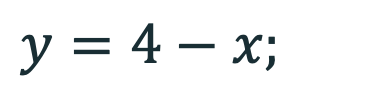 y = 4 − x;